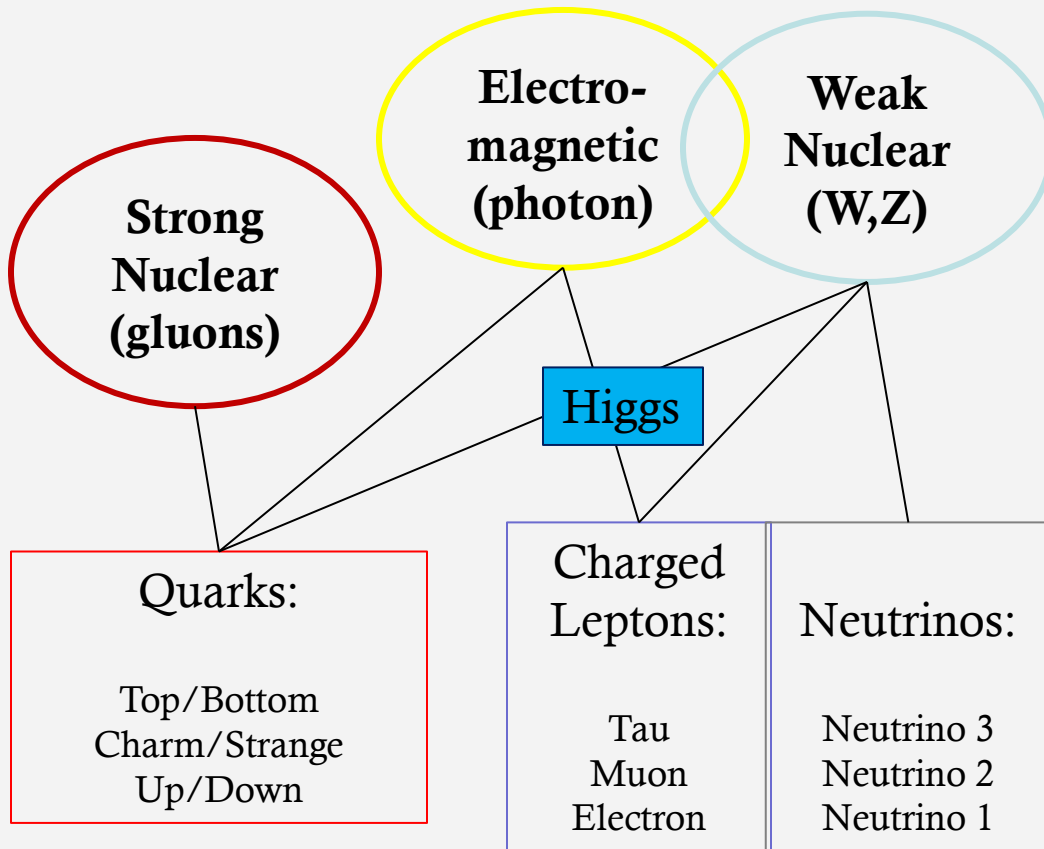 Strong
Nuclear
(gluons)
Electro-
magnetic
(photon)
Weak
Nuclear
(W,Z)
Higgs
Quarks:
Top/Bottom
Charm/Strange
Up/Down
Charged
Leptons:
Tau
Muon
Electron
Neutrinos:
Neutrino 3
Neutrino 2
Neutrino 1